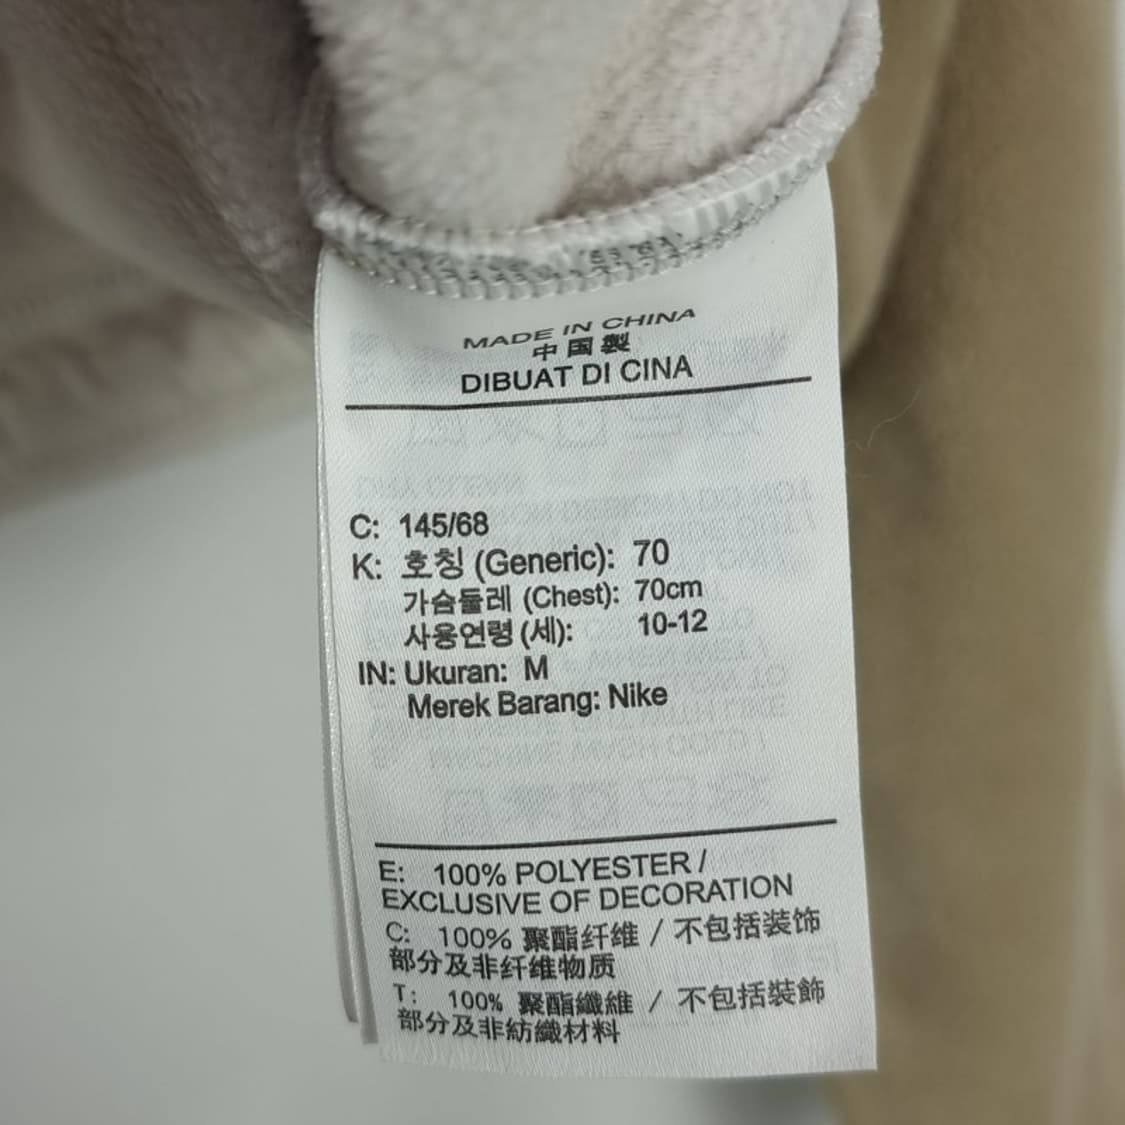 MADE IN CHINA
中国製
DIBUAT DI CINA
C: 145/68
K: 호칭 (Generic): 70
가슴둘레 (Chest): 70cm
사용연령 (세): 10-12
IN: Ukuran: M
Merek Barang: Nike
E: 100% POLYESTER /
EXCLUSIVE OF DECORATION
C: 100% 聚酯纤维 / 不包括装饰
部分及非纤维物质
T: 100% 聚酯纖維 / 不包括裝飾
部分及非紡織材料